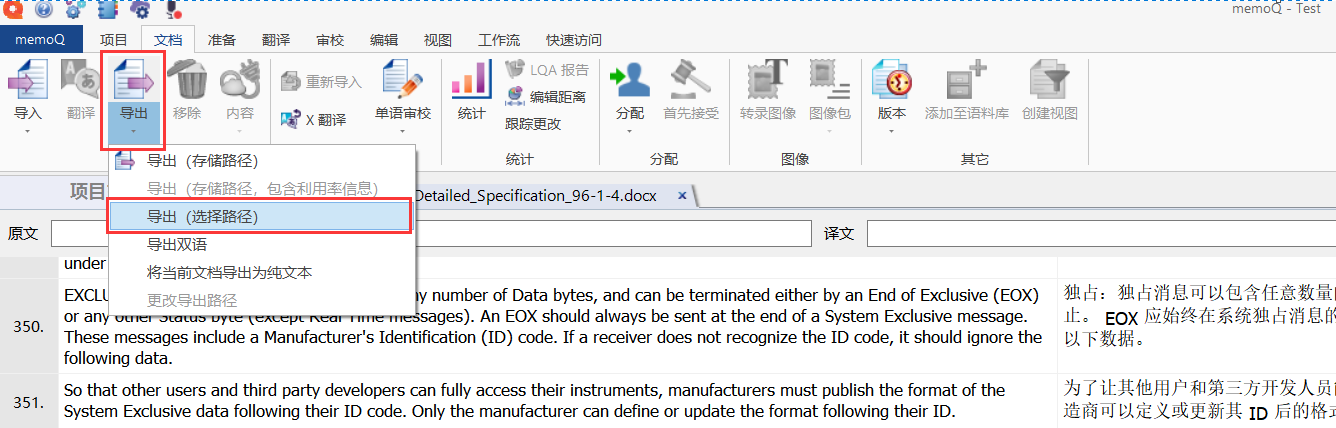 memoQ - Test
memoQ 项目 文档 准备 翻译 审校 编辑 视图 工作流 快速访问
导入 翻译 导出 移除 内容 重新导入 X 翻译 单语审校 统计 LQA 报告 编辑距离 跟踪更改 分配 首先接受 转录图像 图像包 版本 添加至语料库 创建视图
统计 分配 图像 其它
导出（存储路径）
导出（存储路径，包含利用率信息）
导出（选择路径）
导出双语
将当前文档导出为纯文本
更改导出路径
项目 Detailed_Specification_96-1-4.docx ×
原文 译文
under
350.
number of Data bytes, and can be terminated either by an End of Exclusive (EOX)
or any other Status byte (except Real Time messages). An EOX should always be sent at the end of a System Exclusive message.
These messages include a Manufacturer's Identification (ID) code. If a receiver does not recognize the ID code, it should ignore the
following data.
独占：独占消息可以包含任意数量
止。EOX 应始终在系统独占消息的
以下数据。
351.
So that other users and third party developers can fully access their instruments, manufacturers must publish the format of the
System Exclusive data following their ID code. Only the manufacturer can define or update the format following their ID.
为了让其他用户和第三方开发人员
造商可以定义或更新其 ID 后的格